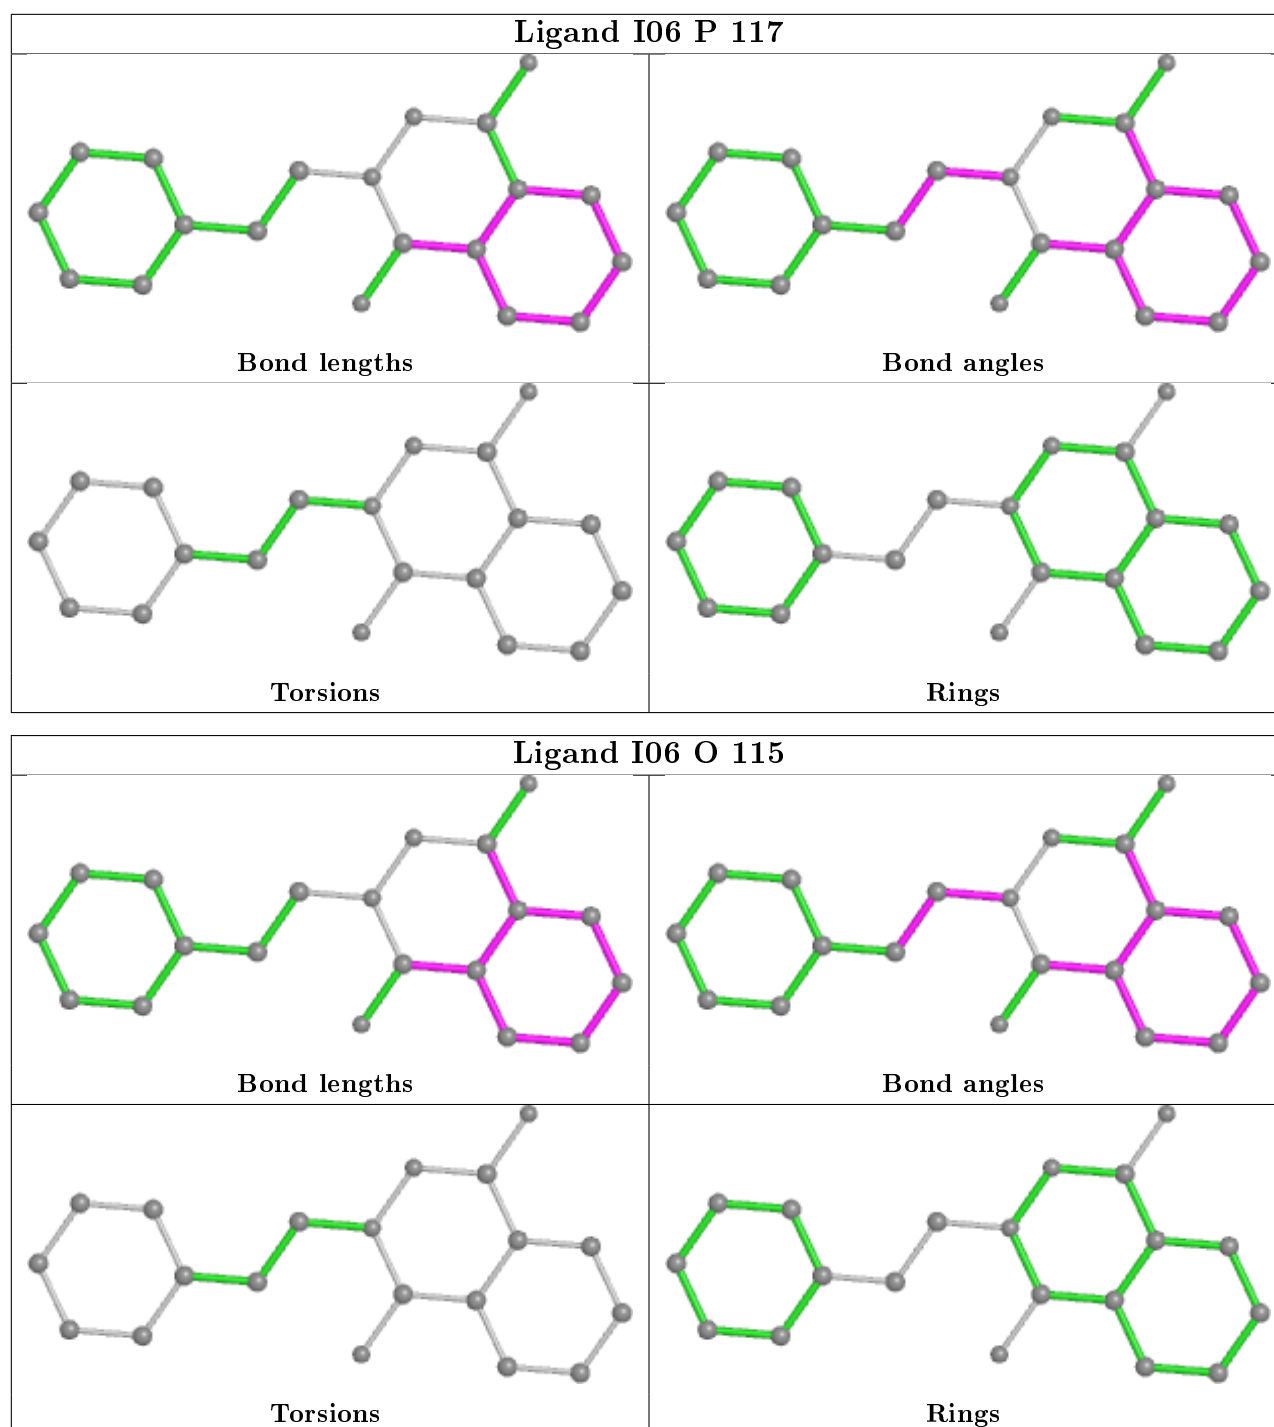 Ligand I06 P 117
Bond lengths
Bond angles
Torsions
Rings
Ligand I06 O 115
Bond lengths
Bond angles
Torsions
Rings